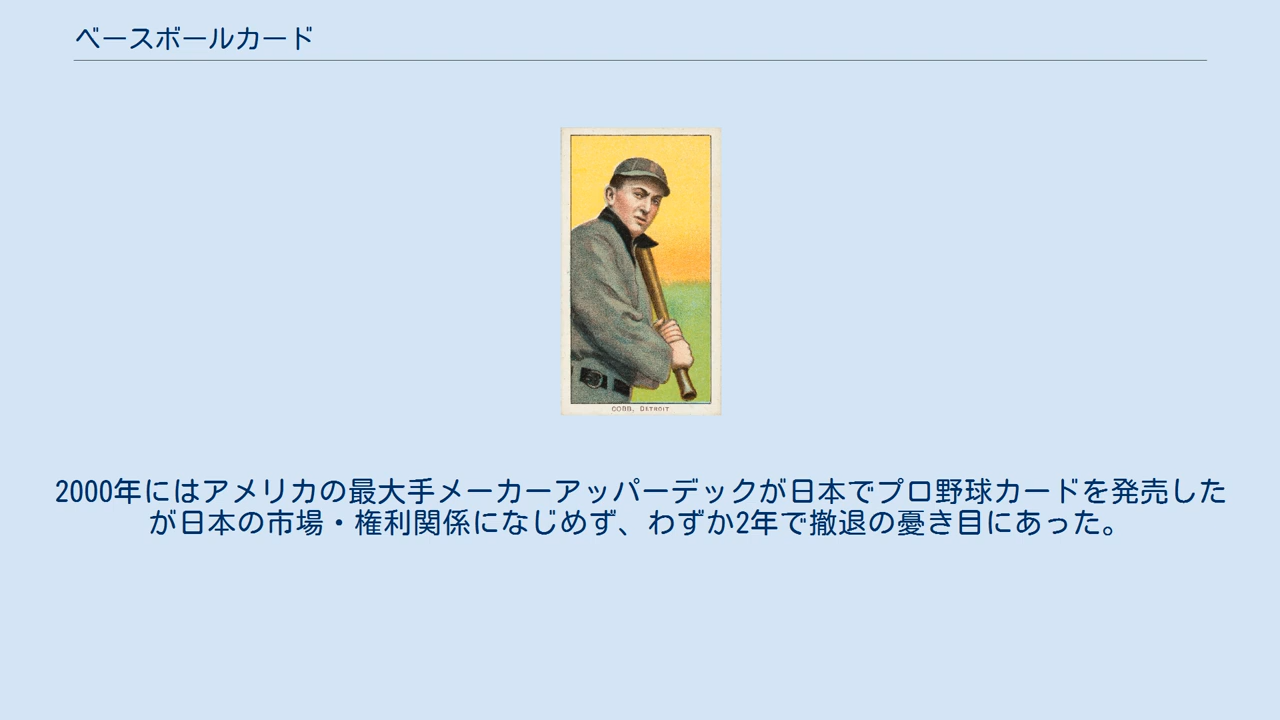 ベースボールカード
COBB, DETROIT
2000年にはアメリカの最大手メーカーアッパーデックが日本でプロ野球カードを発売した
が日本の市場・権利関係になじめず、わずか2年で撤退の憂き目にあった。